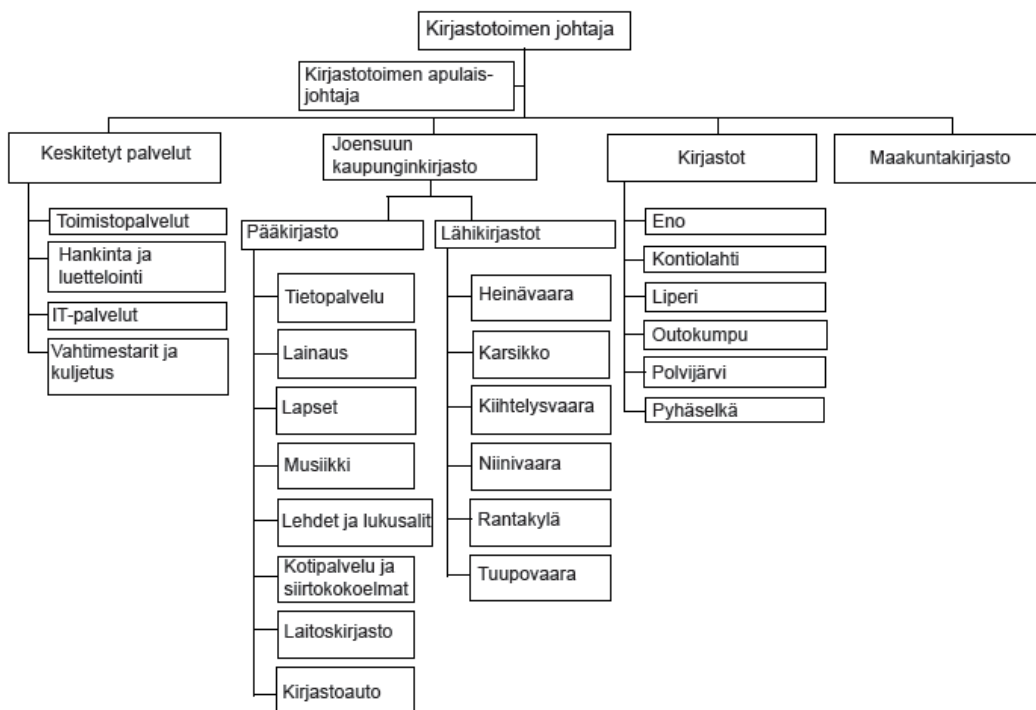 Kirjastotoimen johtaja
Kirjastotoimen apulais-
johtaja
Keskitetyt palvelut
Toimistopalvelut
Hankinta ja
luettelointi
IT-palvelut
Vahtimestarit ja
kuljetus
Joensuun
kaupunginkirjasto
Pääkirjasto
Tietopalvelu
Lainaus
Lapset
Musiikki
Lehdet ja lukusalit
Kotipalvelu ja
siirtokokoelmat
Laitoskirjasto
Kirjastoauto
Lähikirjastot
Heinävaara
Karsikko
Kiihtelysvaara
Niinivaara
Rantakylä
Tuupovaara
Kirjastot
Eno
Kontiolahti
Liperi
Outokumpu
Polvijärvi
Pyhäselkä
Maakuntakirjasto